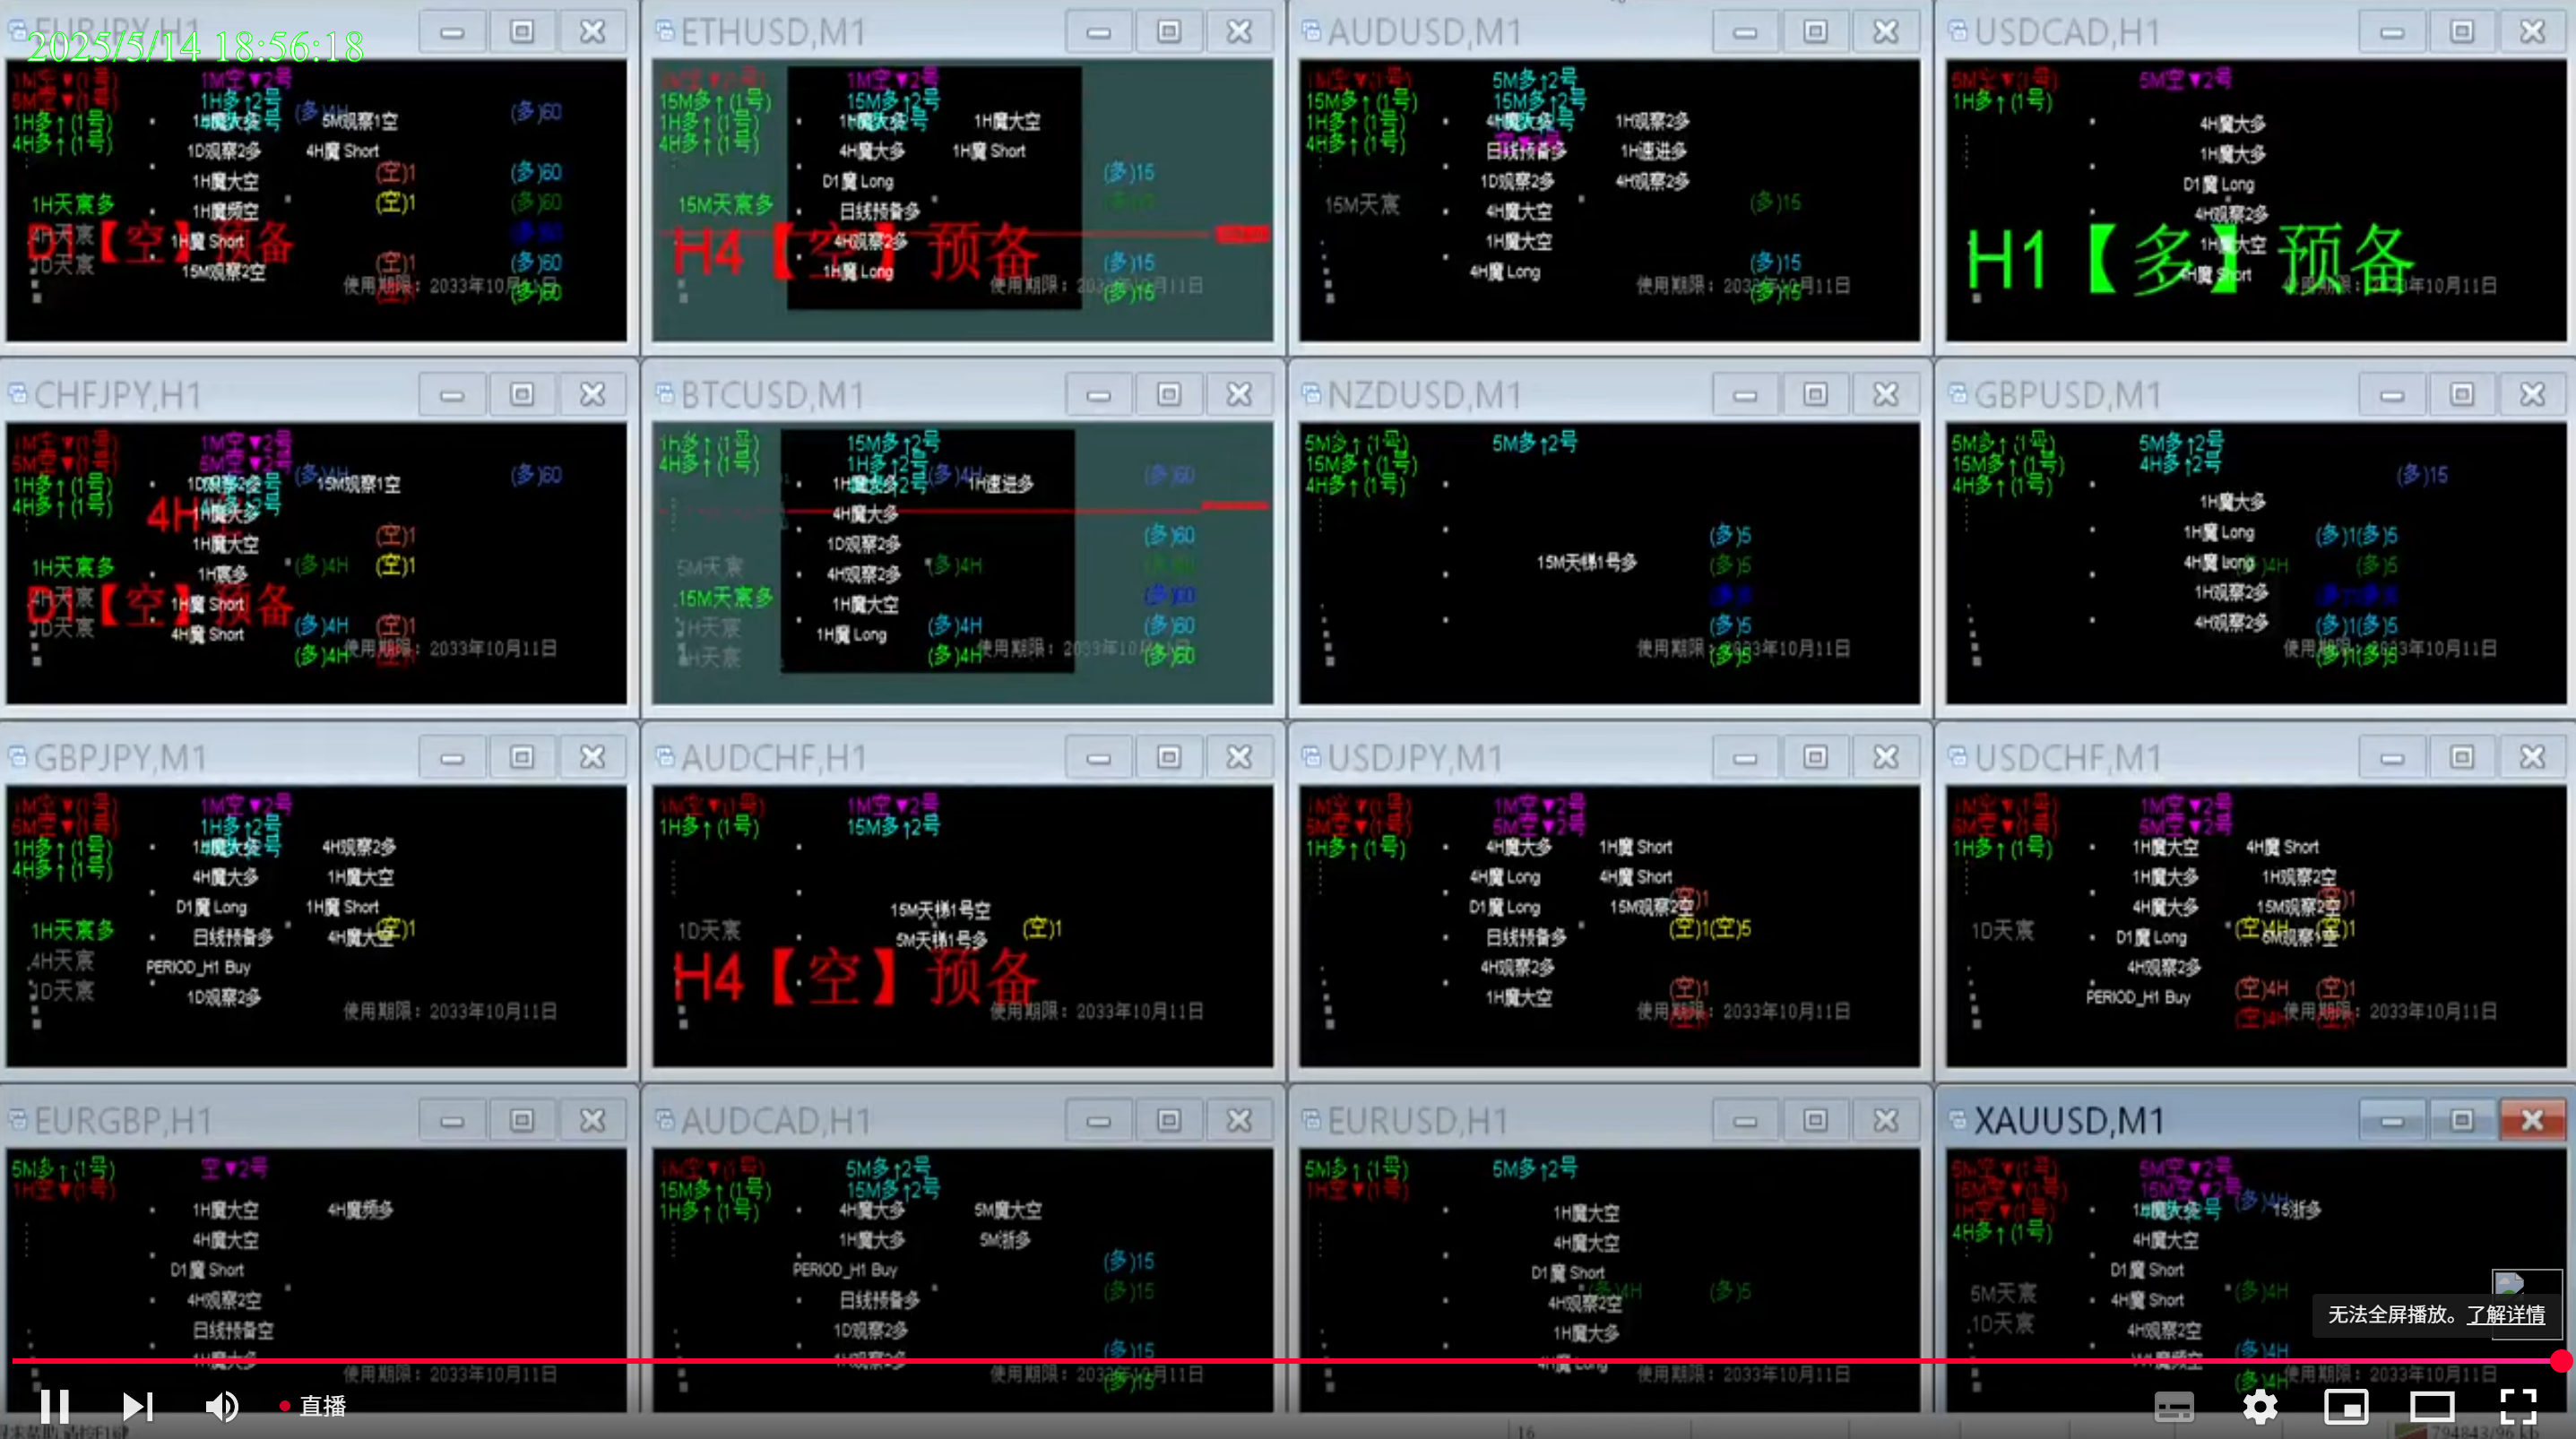 EURJPY,H1
2025/5/14 18:56:18
1M空▼(1号)
5M空▼(1号)
1H多↑(1号)
4H多↑(1号)
1M空▼2号
1H多↑2号
(多)4H
(多)60
1H魔大多
5M观察1空
1D观察2多
4H魔 Short
1H魔大空
(空)1
(多)60
1H天宸多
1H魔频空
(空)1
(多)60
4H天宸
1H魔 Short
D1【空】预备
1D天宸
15M观察2空
(空)1
(多)60
使用期限：2033年10月11日
(多)60
ETHUSD,M1
1M空▼(1号)
15M多↑(1号)
1H多↑(1号)
4H多↑(1号)
1M空▼2号
15M多↑2号
1H魔大多
1H魔大空
4H魔大多
1H魔 Short
D1魔 Long
(多)15
15M天宸多
日线预备多
H4【空】预备
4H观察2多
1H魔 Long
(多)15
使用期限：2033年10月11日
(多)15
AUDUSD,M1
1M空▼(1号)
15M多↑(1号)
1H多↑(1号)
4H多↑(1号)
5M多↑2号
15M多↑2号
4H魔大多
1H观察2多
空▼2号
日线预备多
1H速进多
1D观察2多
4H观察2多
15M天宸
4H魔大空
(多)15
1H魔大空
4H魔 Long
(多)15
使用期限：2033年10月11日
(多)15
USDCAD,H1
5M空▼(1号)
1H多↑(1号)
5M空▼2号
4H魔大多
1H魔大多
D1魔 Long
4H观察2多
1H魔大空
H1【多】预备
4H魔 Short
使用期限：2033年10月11日
CHFJPY,H1
1M空▼(1号)
5M空▼(1号)
1H多↑(1号)
4H多↑(1号)
1M空▼2号
5M空▼2号
(多)4H
(多)60
1D观察2多
15M观察1空
1H魔大多
1H魔大空
(空)1
1H天宸多
1H宸多
(多)4H
(空)1
4H天宸
1H魔 Short
D1【空】预备
1D天宸
4H魔 Short
(多)4H
(空)1
(多)4H
使用期限：2033年10月11日
BTCUSD,M1
1H多↑(1号)
4H多↑(1号)
15M多↑2号
1H多↑2号
(多)4H
(多)60
1H魔大多
1H速进多
4H魔大多
1D观察2多
(多)60
5M天宸
4H观察2多
(多)4H
15M天宸多
1H魔大空
(多)60
1H天宸
1H魔 Long
(多)4H
(多)60
4H天宸
(多)4H
使用期限：2033年10月11日
(多)60
NZDUSD,M1
5M多↑(1号)
15M多↑(1号)
4H多↑(1号)
5M多↑2号
(多)5
15M天梯1号多
(多)5
(多)5
使用期限：2033年10月11日
(多)5
GBPUSD,M1
5M多↑(1号)
15M多↑(1号)
4H多↑(1号)
5M多↑2号
4H多↑2号
(多)15
1H魔大多
1H魔 Long
(多)1(多)5
4H魔 Long
(多)5
1H观察2多
4H观察2多
(多)1(多)5
使用期限：2033年10月11日
(多)1(多)5
GBPJPY,M1
1M空▼(1号)
5M空▼(1号)
1H多↑(1号)
4H多↑(1号)
1M空▼2号
1H多↑2号
1H魔大多
4H观察2多
4H魔大多
1H魔大空
D1魔 Long
1H魔 Short
1H天宸多
日线预备多
4H魔大空
(空)1
4H天宸
PERIOD_H1 Buy
1D天宸
1D观察2多
使用期限：2033年10月11日
AUDCHF,H1
1M空▼(1号)
1H多↑(1号)
1M空▼2号
15M多↑2号
15M天梯1号空
1D天宸
5M天梯1号多
(空)1
H4【空】预备
使用期限：2033年10月11日
USDJPY,M1
1M空▼(1号)
5M空▼(1号)
1H多↑(1号)
1M空▼2号
5M空▼2号
4H魔大多
1H魔 Short
4H魔 Long
4H魔 Short
(空)1
D1魔 Long
15M观察2空
日线预备多
(空)1(空)5
4H观察2多
1H魔大空
(空)1
使用期限：2033年10月11日
USDCHF,M1
1M空▼(1号)
5M空▼(1号)
1H多↑(1号)
1M空▼2号
5M空▼2号
1H魔大空
4H魔 Short
1H魔大多
1H观察2空
(空)1
4H魔大多
15M观察2空
1D天宸
D1魔 Long
(空)4H
5M观察1空
(空)1
4H观察2多
PERIOD_H1 Buy
(空)4H
(空)1
使用期限：2033年10月11日
EURGBP,H1
5M多↑(1号)
1H空▼(1号)
空▼2号
1H魔大空
4H魔频多
4H魔大空
D1魔 Short
4H观察2空
日线预备空
1H魔大多
使用期限：2033年10月11日
AUDCAD,H1
1M空▼(1号)
15M多↑(1号)
1H多↑(1号)
5M多↑2号
15M多↑2号
4H魔大多
5M魔大空
1H魔大多
5M浙多
PERIOD_H1 Buy
(多)15
日线预备多
(多)15
1D观察2多
(多)15
使用期限：2033年10月11日
(多)15
EURUSD,H1
5M多↑(1号)
1H空▼(1号)
5M多↑2号
1H魔大空
4H魔大空
D1魔 Short
(多)4H
(多)5
4H观察2空
1H魔大多
4H魔 Long
使用期限：2033年10月11日
XAUUSD,M1
5M空▼(1号)
15M空▼(1号)
1H空▼(1号)
4H多↑(1号)
5M空▼2号
15M空▼2号
(多)4H
1H魔大多
15浙多
4H魔大空
D1魔 Short
5M天宸
4H魔 Short
(多)4H
1D天宸
4H观察2空
(多)4H
使用期限：2033年10月11日
(多)4H
无法全屏播放。了解详情
直播
16